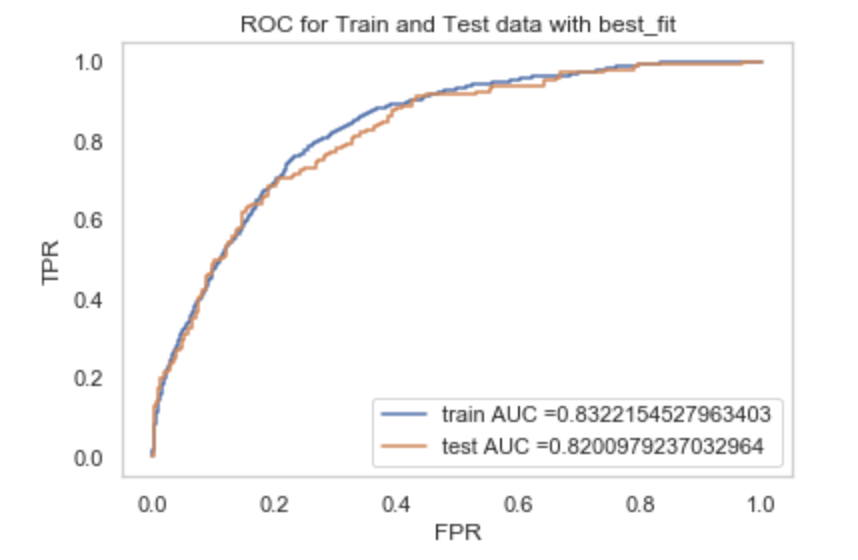 ROC for Train and Test data with best_fit
1.0
0.8
0.6
0.4
0.2
0.0
TPR
train AUC =0.8322154527963403
test AUC =0.8200979237032964
0.0 0.2 0.4 0.6 0.8 1.0
FPR